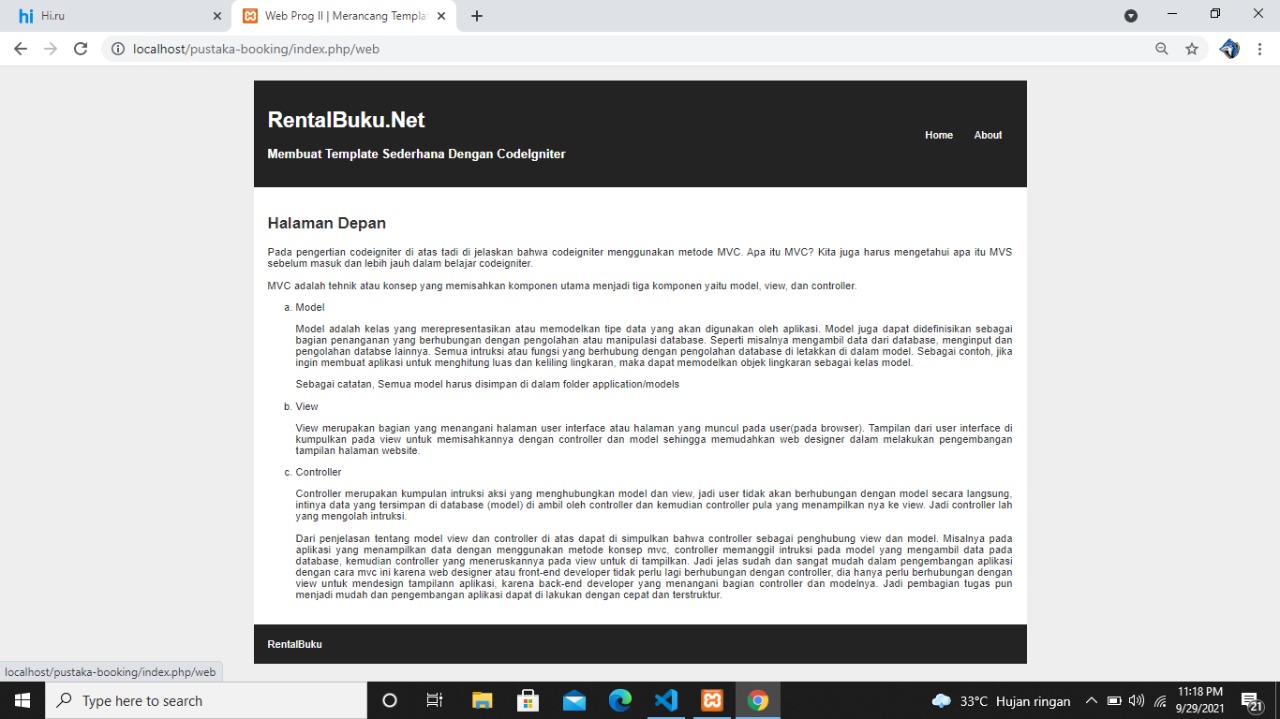 hi Hi.ru
Web Prog II | Merancang Templa
localhost/pustaka-booking/index.php/web
RentalBuku.Net
Membuat Template Sederhana Dengan CodeIgniter
Home About
Halaman Depan
Pada pengertian codeigniter di atas tadi di jelaskan bahwa codeigniter menggunakan metode MVC. Apa itu MVC? Kita juga harus mengetahui apa itu MVS
sebelum masuk dan lebih jauh dalam belajar codeigniter.
MVC adalah tehnik atau konsep yang memisahkan komponen utama menjadi tiga komponen yaitu model, view, dan controller.
a. Model
Model adalah kelas yang merepresentasikan atau memodelkan tipe data yang akan digunakan oleh aplikasi. Model juga dapat didefinisikan sebagai
bagian penanganan yang berhubungan dengan pengolahan atau manipulasi database. Seperti misalnya mengambil data dari database, menginput dan
pengolahan databse lainnya. Semua intruksi atau fungsi yang berhubung dengan pengolahan database di letakkan di dalam model. Sebagai contoh, jika
ingin membuat aplikasi untuk menghitung luas dan keliling lingkaran, maka dapat memodelkan objek lingkaran sebagai kelas model.
Sebagai catatan, Semua model harus disimpan di dalam folder application/models
b. View
View merupakan bagian yang menangani halaman user interface atau halaman yang muncul pada user(pada browser). Tampilan dari user interface di
kumpulkan pada view untuk memisahkannya dengan controller dan model sehingga memudahkan web designer dalam melakukan pengembangan
tampilan halaman website.
c. Controller
Controller merupakan kumpulan intruksi aksi yang menghubungkan model dan view, jadi user tidak akan berhubungan dengan model secara langsung,
intinya data yang tersimpan di database (model) di ambil oleh controller dan kemudian controller pula yang menampilkan nya ke view. Jadi controller lah
yang mengolah intruksi.
Dari penjelasan tentang model view dan controller di atas dapat di simpulkan bahwa controller sebagai penghubung view dan model. Misalnya pada
aplikasi yang menampilkan data dengan menggunakan metode konsep mvc, controller memanggil intruksi pada model yang mengambil data pada
database, kemudian controller yang meneruskannya pada view untuk di tampilkan. Jadi jelas sudah dan sangat mudah dalam pengembangan aplikasi
dengan cara mvc ini karena web designer atau front-end developer tidak perlu lagi berhubungan dengan controller, dia hanya perlu berhubungan dengan
view untuk mendesign tampilann aplikasi, karena back-end developer yang menangani bagian controller dan modelnya. Jadi pembagian tugas pun
menjadi mudah dan pengembangan aplikasi dapat di lakukan dengan cepat dan terstruktur.
RentalBuku
localhost/pustaka-booking/index.php/web
Type here to search
33°C Hujan ringan
11:18 PM
9/29/2021
21